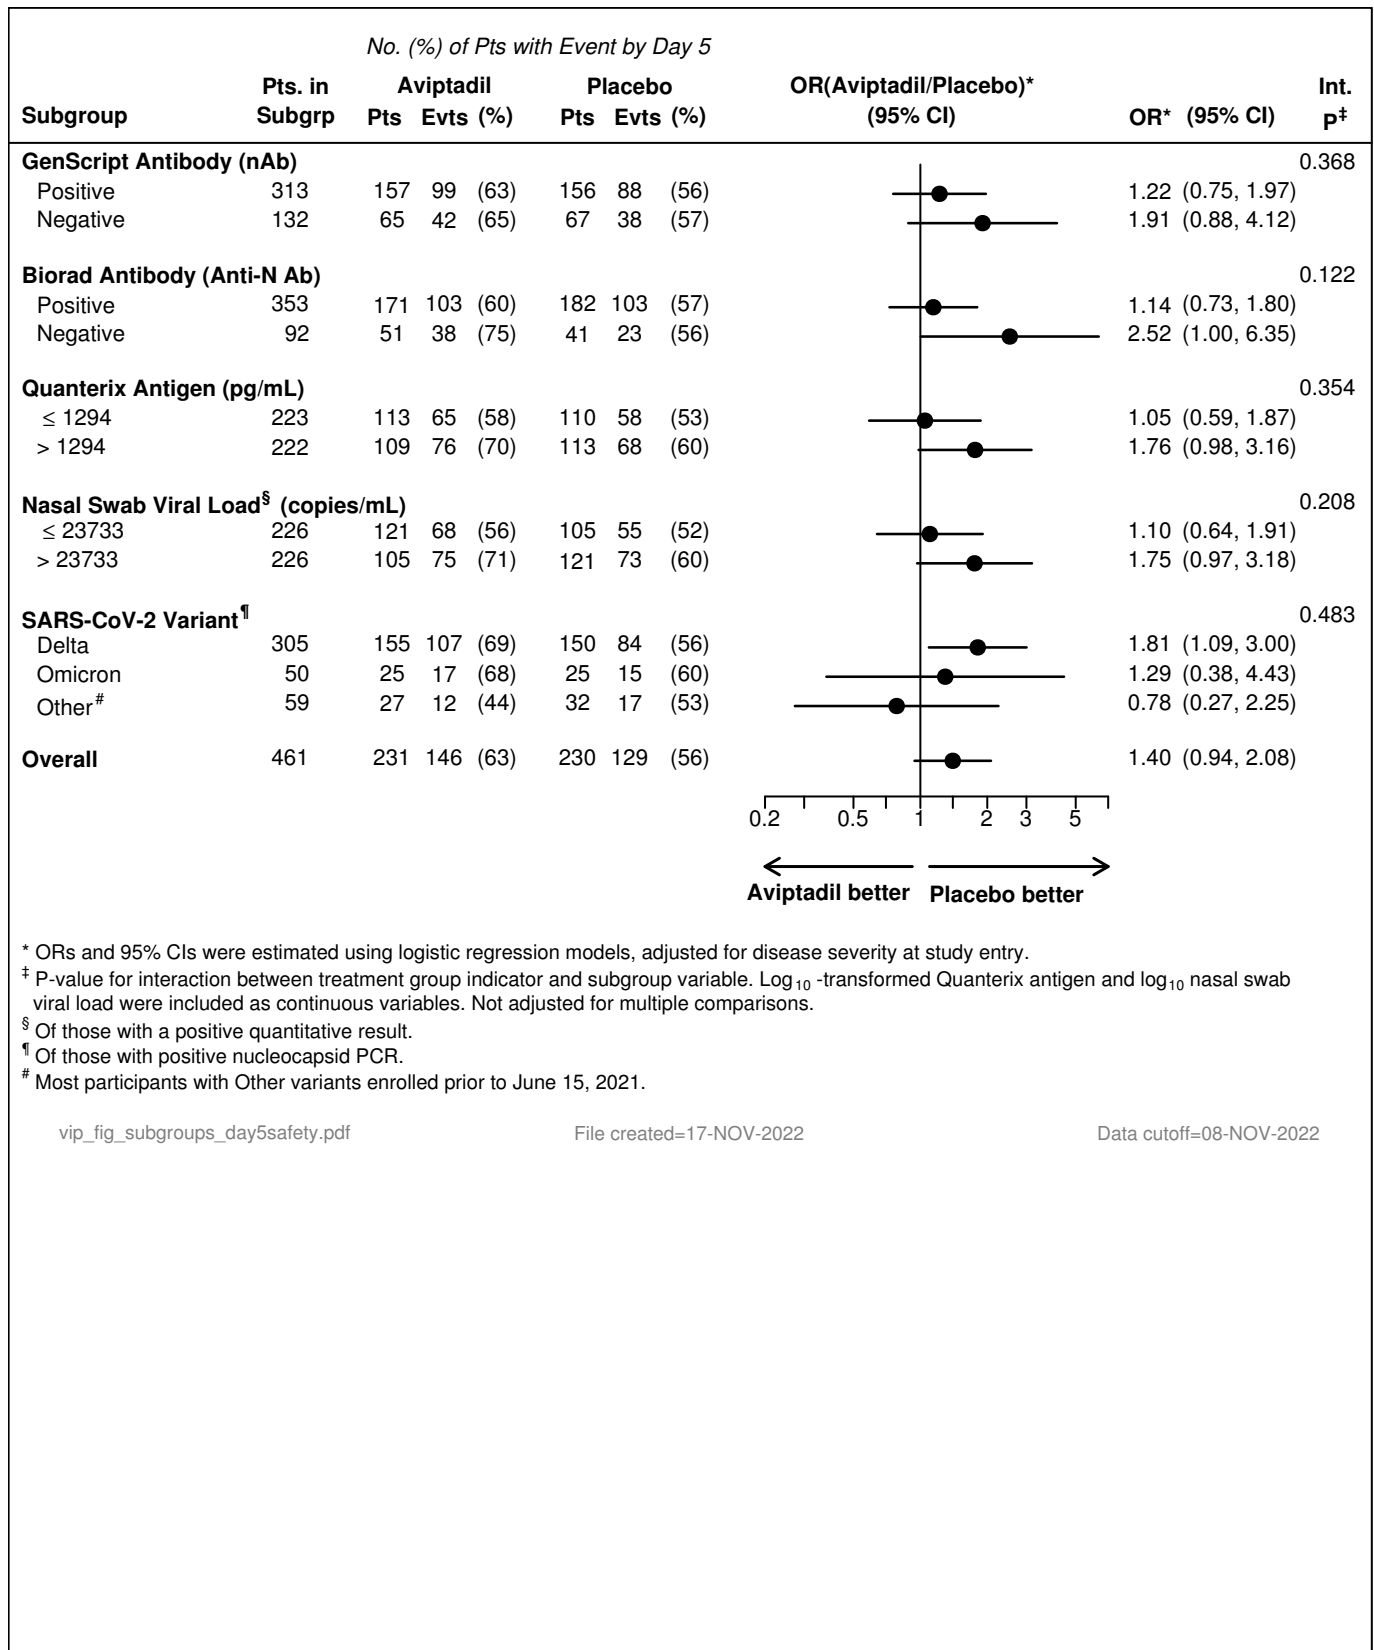 No. (%) of Pts with Event by Day 5
Pts. in Aviptadil Placebo OR(Aviptadil/Placebo)* Int.
Subgroup Subgrp Pts Evts (%) Pts Evts (%) (95% CI) OR* (95% CI) P‡
GenScript Antibody (nAb) 0.368
Positive 313 157 99 (63) 156 88 (56) 1.22 (0.75, 1.97)
Negative 132 65 42 (65) 67 38 (57) 1.91 (0.88, 4.12)
Biorad Antibody (Anti-N Ab) 0.122
Positive 353 171 103 (60) 182 103 (57) 1.14 (0.73, 1.80)
Negative 92 51 38 (75) 41 23 (56) 2.52 (1.00, 6.35)
Quanterix Antigen (pg/mL) 0.354
≤ 1294 223 113 65 (58) 110 58 (53) 1.05 (0.59, 1.87)
> 1294 222 109 76 (70) 113 68 (60) 1.76 (0.98, 3.16)
Nasal Swab Viral Load§ (copies/mL) 0.208
≤ 23733 226 121 68 (56) 105 55 (52) 1.10 (0.64, 1.91)
> 23733 226 105 75 (71) 121 73 (60) 1.75 (0.97, 3.18)
SARS-CoV-2 Variant¶ 0.483
Delta 305 155 107 (69) 150 84 (56) 1.81 (1.09, 3.00)
Omicron 50 25 17 (68) 25 15 (60) 1.29 (0.38, 4.43)
Other# 59 27 12 (44) 32 17 (53) 0.78 (0.27, 2.25)
Overall 461 231 146 (63) 230 129 (56) 1.40 (0.94, 2.08)
0.2 0.5 1 2 3 5
Aviptadil better Placebo better
* ORs and 95% CIs were estimated using logistic regression models, adjusted for disease severity at study entry.
‡ P-value for interaction between treatment group indicator and subgroup variable. Log10 -transformed Quanterix antigen and log10 nasal swab
viral load were included as continuous variables. Not adjusted for multiple comparisons.
§ Of those with a positive quantitative result.
¶ Of those with positive nucleocapsid PCR.
# Most participants with Other variants enrolled prior to June 15, 2021.
vip_fig_subgroups_day5safety.pdf File created=17-NOV-2022 Data cutoff=08-NOV-2022